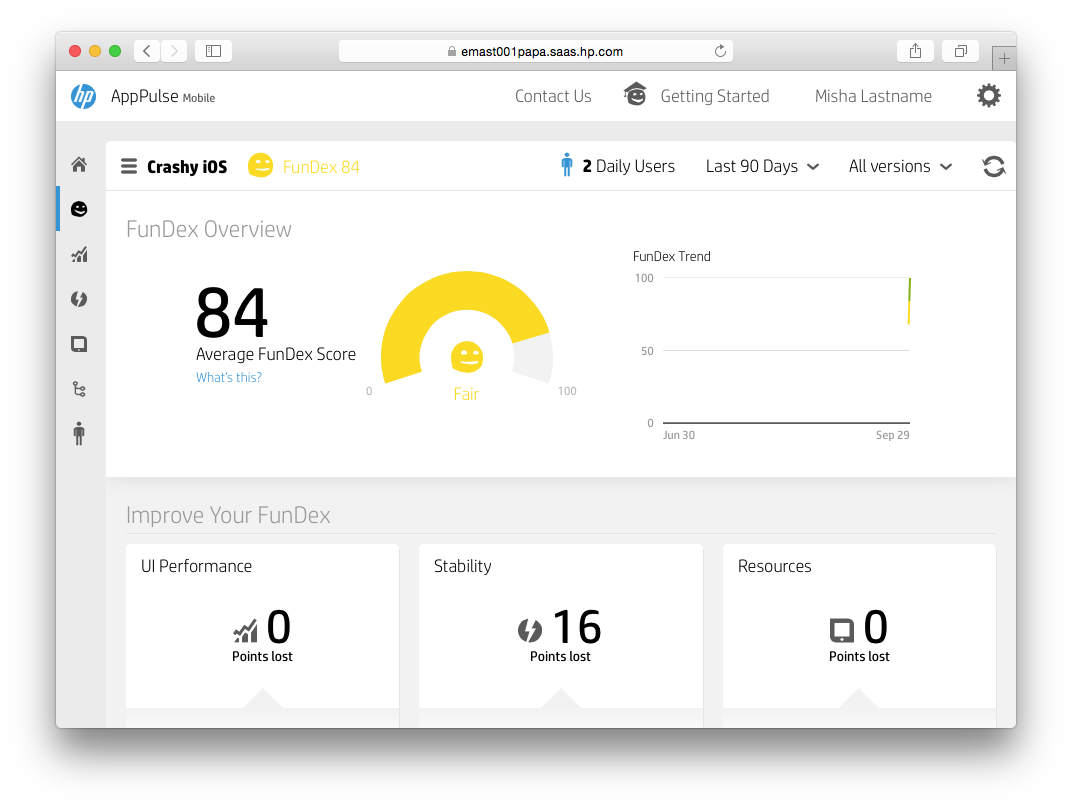 emast001papa.saas.hp.com
hp AppPulse Mobile Contact Us Getting Started Misha Lastname
Crashy iOS FunDex 84 2 Daily Users Last 90 Days All versions
FunDex Overview
FunDex Trend
100
50
0
Jun 30 Sep 29
84
Average FunDex Score
What's this?
0 100
Fair
Improve Your FunDex
UI Performance
0
Points lost
Stability
16
Points lost
Resources
0
Points lost